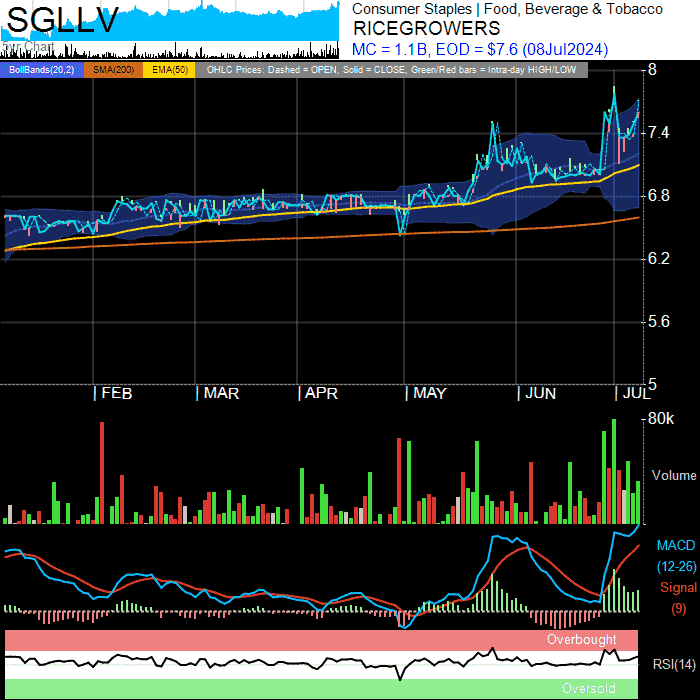 SGLLV
5yr Chart
Consumer Staples | Food, Beverage & Tobacco
RICEGROWERS
MC = 1.1B, EOD = $7.6 (08Jul2024)
BollBands(20,2) SMA(200) EMA(50) OHLC Prices: Dashed = OPEN, Solid = CLOSE, Green/Red bars = Intra-day HIGH/LOW
8
7.4
6.8
6.2
5.6
5
| FEB | MAR | APR | MAY | JUN | JUL
80k
Volume
MACD
(12-26)
Signal
(9)
Overbought
RSI(14)
Oversold